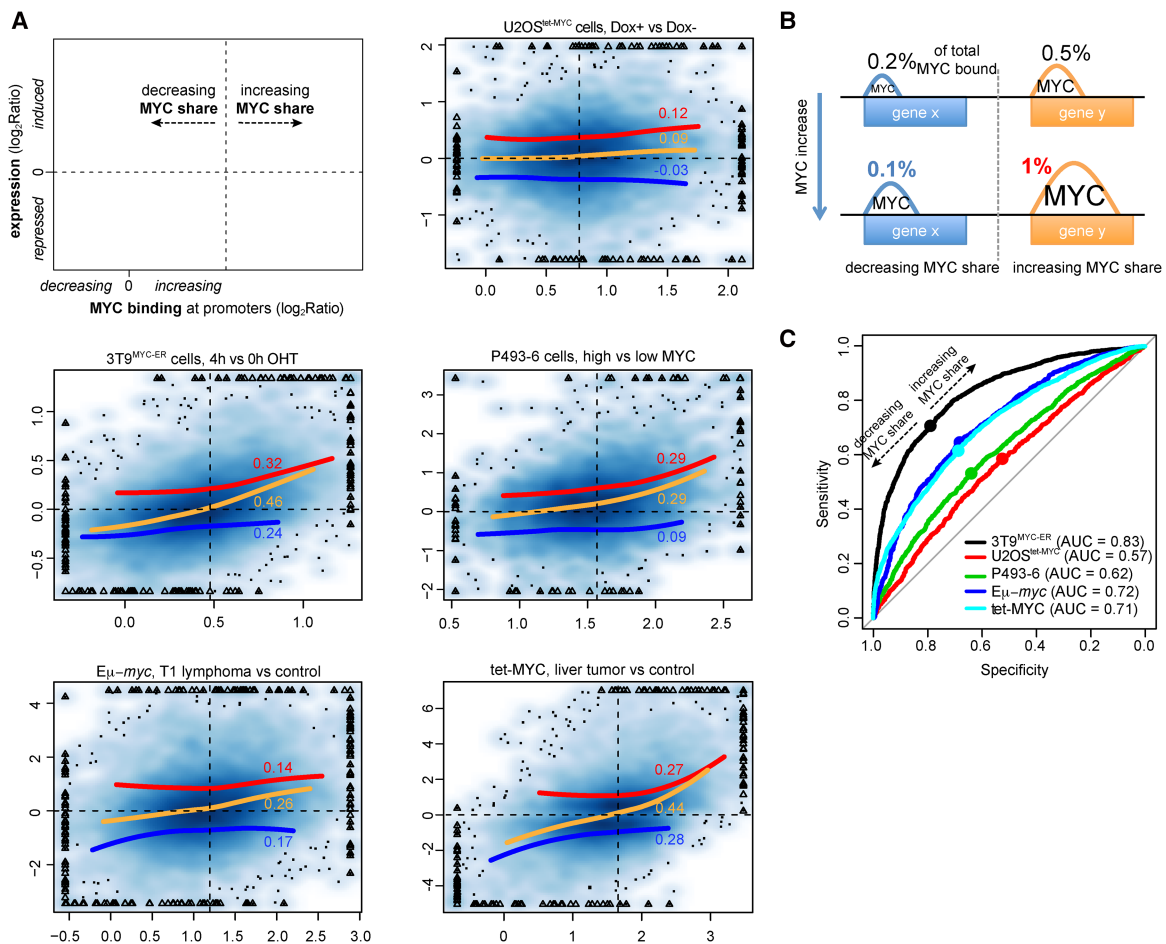 A
expression (log2Ratio)
repressed
induced
0
decreasing
MYC share
increasing
MYC share
decreasing 0 increasing
MYC binding at promoters (log2Ratio)
U2OStet-MYC cells, Dox+ vs Dox-
2
1
0
−1
0.12
0.09
-0.03
0.0 0.5 1.0 1.5 2.0
3T9MYC-ER cells, 4h vs 0h OHT
1.0
0.5
0.0
−0.5
0.32
0.46
0.24
0.0 0.5 1.0
P493-6 cells, high vs low MYC
3
2
1
0
−1
−2
0.29
0.29
0.09
0.5 1.0 1.5 2.0 2.5
Eμ−myc, T1 lymphoma vs control
4
2
0
−2
0.14
0.26
0.17
−0.5 0.0 0.5 1.0 1.5 2.0 2.5 3.0
tet-MYC, liver tumor vs control
6
4
2
0
−2
−4
0.27
0.44
0.28
0 1 2 3
B
0.2%
of total
MYC bound
0.5%
MYC
MYC
gene x
gene y
MYC increase
0.1%
1%
MYC
MYC
gene x
gene y
decreasing MYC share
increasing MYC share
C
Sensitivity
1.0
0.8
0.6
0.4
0.2
0.0
increasing
MYC share
decreasing
MYC share
3T9MYC-ER (AUC = 0.83)
U2OStet-MYC (AUC = 0.57)
P493-6 (AUC = 0.62)
Eμ−myc (AUC = 0.72)
tet-MYC (AUC = 0.71)
1.0 0.8 0.6 0.4 0.2 0.0
Specificity